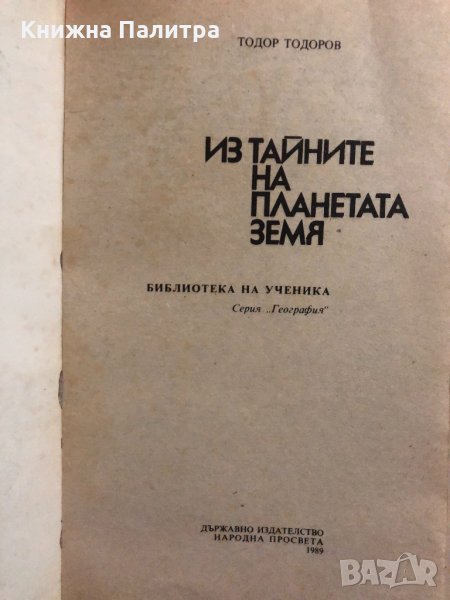 Книжна Палитра
ТОДОР ТОДОРОВ
ИЗ ТАЙНИТЕ
НА
ПЛАНЕТАТА
ЗЕМЯ
БИБЛИОТЕКА НА УЧЕНИКА
Серия „География"
ДЪРЖАВНО ИЗДАТЕЛСТВО
НАРОДНА ПРОСВЕТА
1989
BAZAR